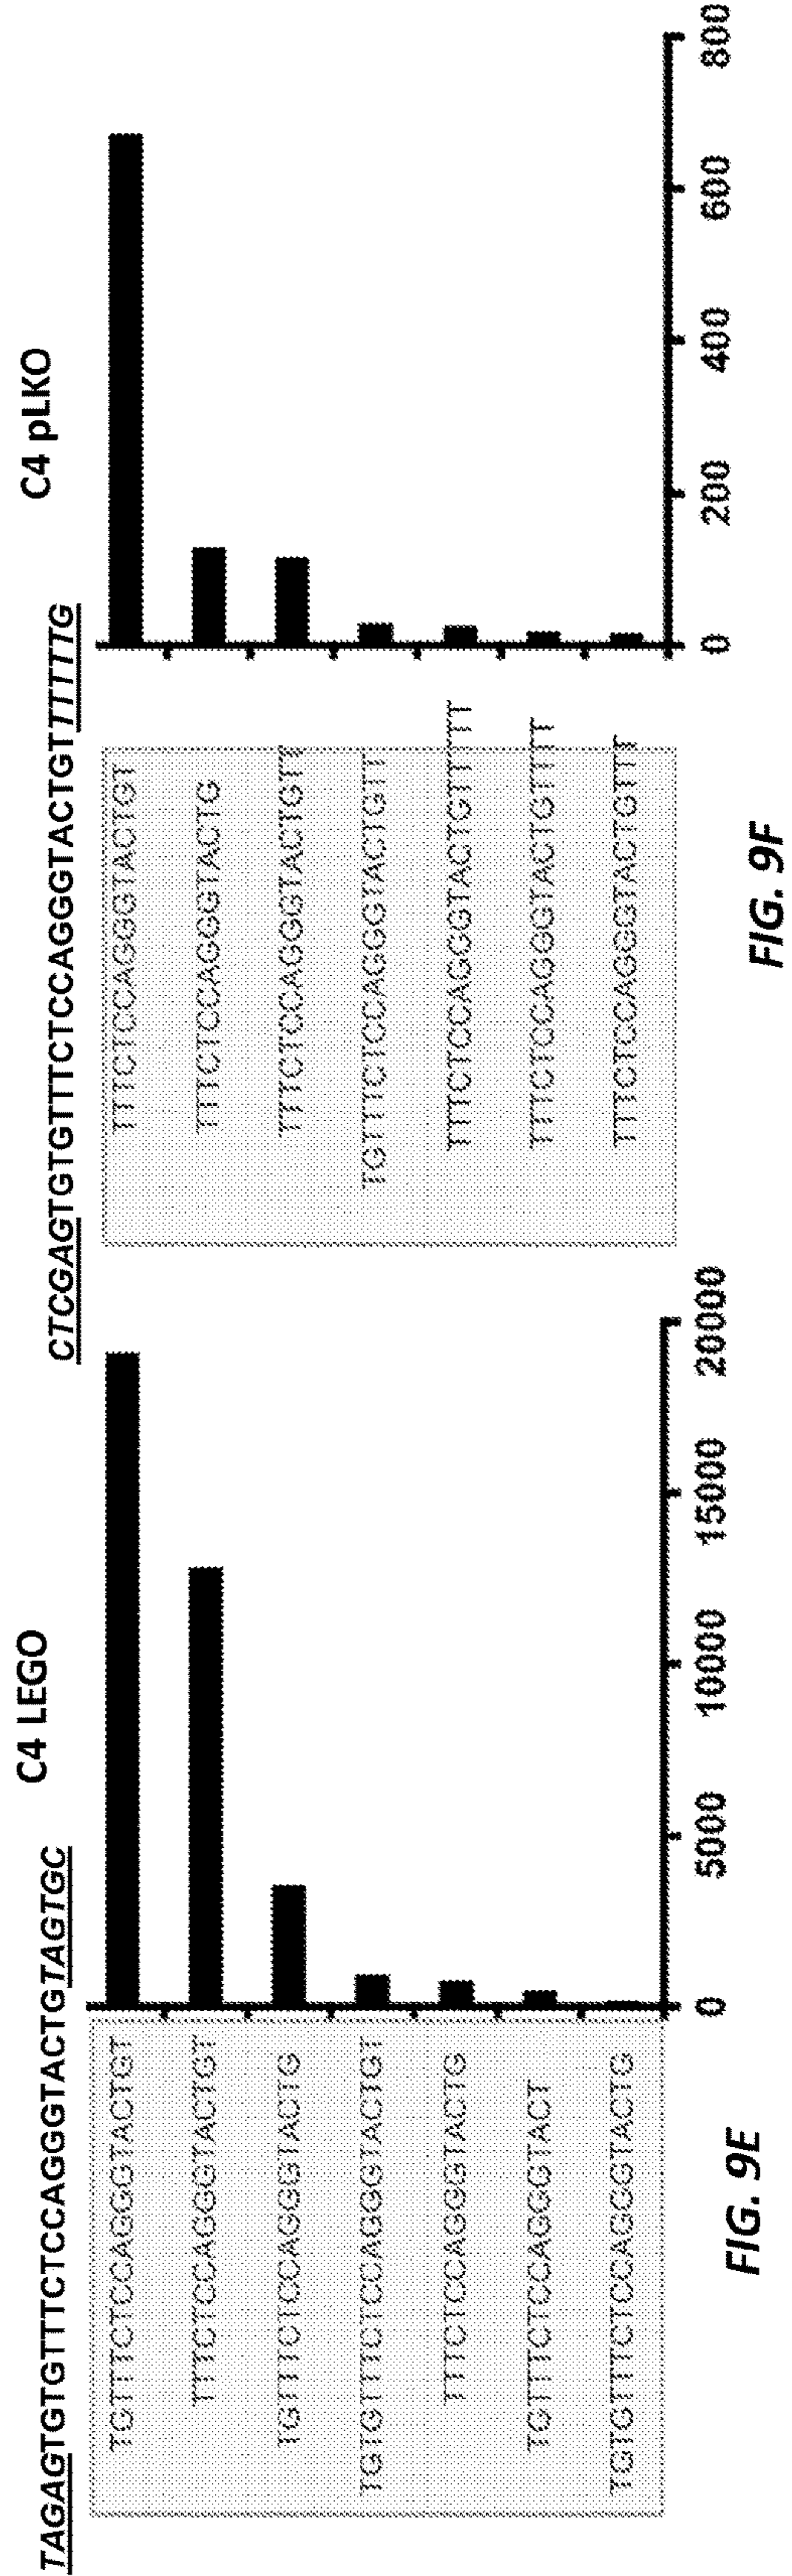 C4 LEGO
TAGAGTGTGTTTCTCCAGGGTACTGTAGTGC
TGTTTCTCCAGGGTACTGT
TTTCTCCAGGGTACTGT
TGTTTCTCCAGGGTACTG
TGTGTTTCTCCAGGGTACTGT
TTTCTCCAGGGTACTG
TGTTTCTCCAGGGTACT
TGTGTTTCTCCAGGGTACTG
0 5000 10000 15000 20000
FIG. 9E
C4 pLKO
CTCGAGTGTGTTTCTCCAGGGTACTGTTTTTTG
TTTCTCCAGGGTACTGT
TTTCTCCAGGGTACTG
TTTCTCCAGGGTACTGTT
TGTTTCTCCAGGGTACTGTT
TTTCTCCAGGGTACTGTTTTT
TTTCTCCAGGGTACTGTTTT
TTTCTCCAGGGTACTGTTT
0 200 400 600 800
FIG. 9F